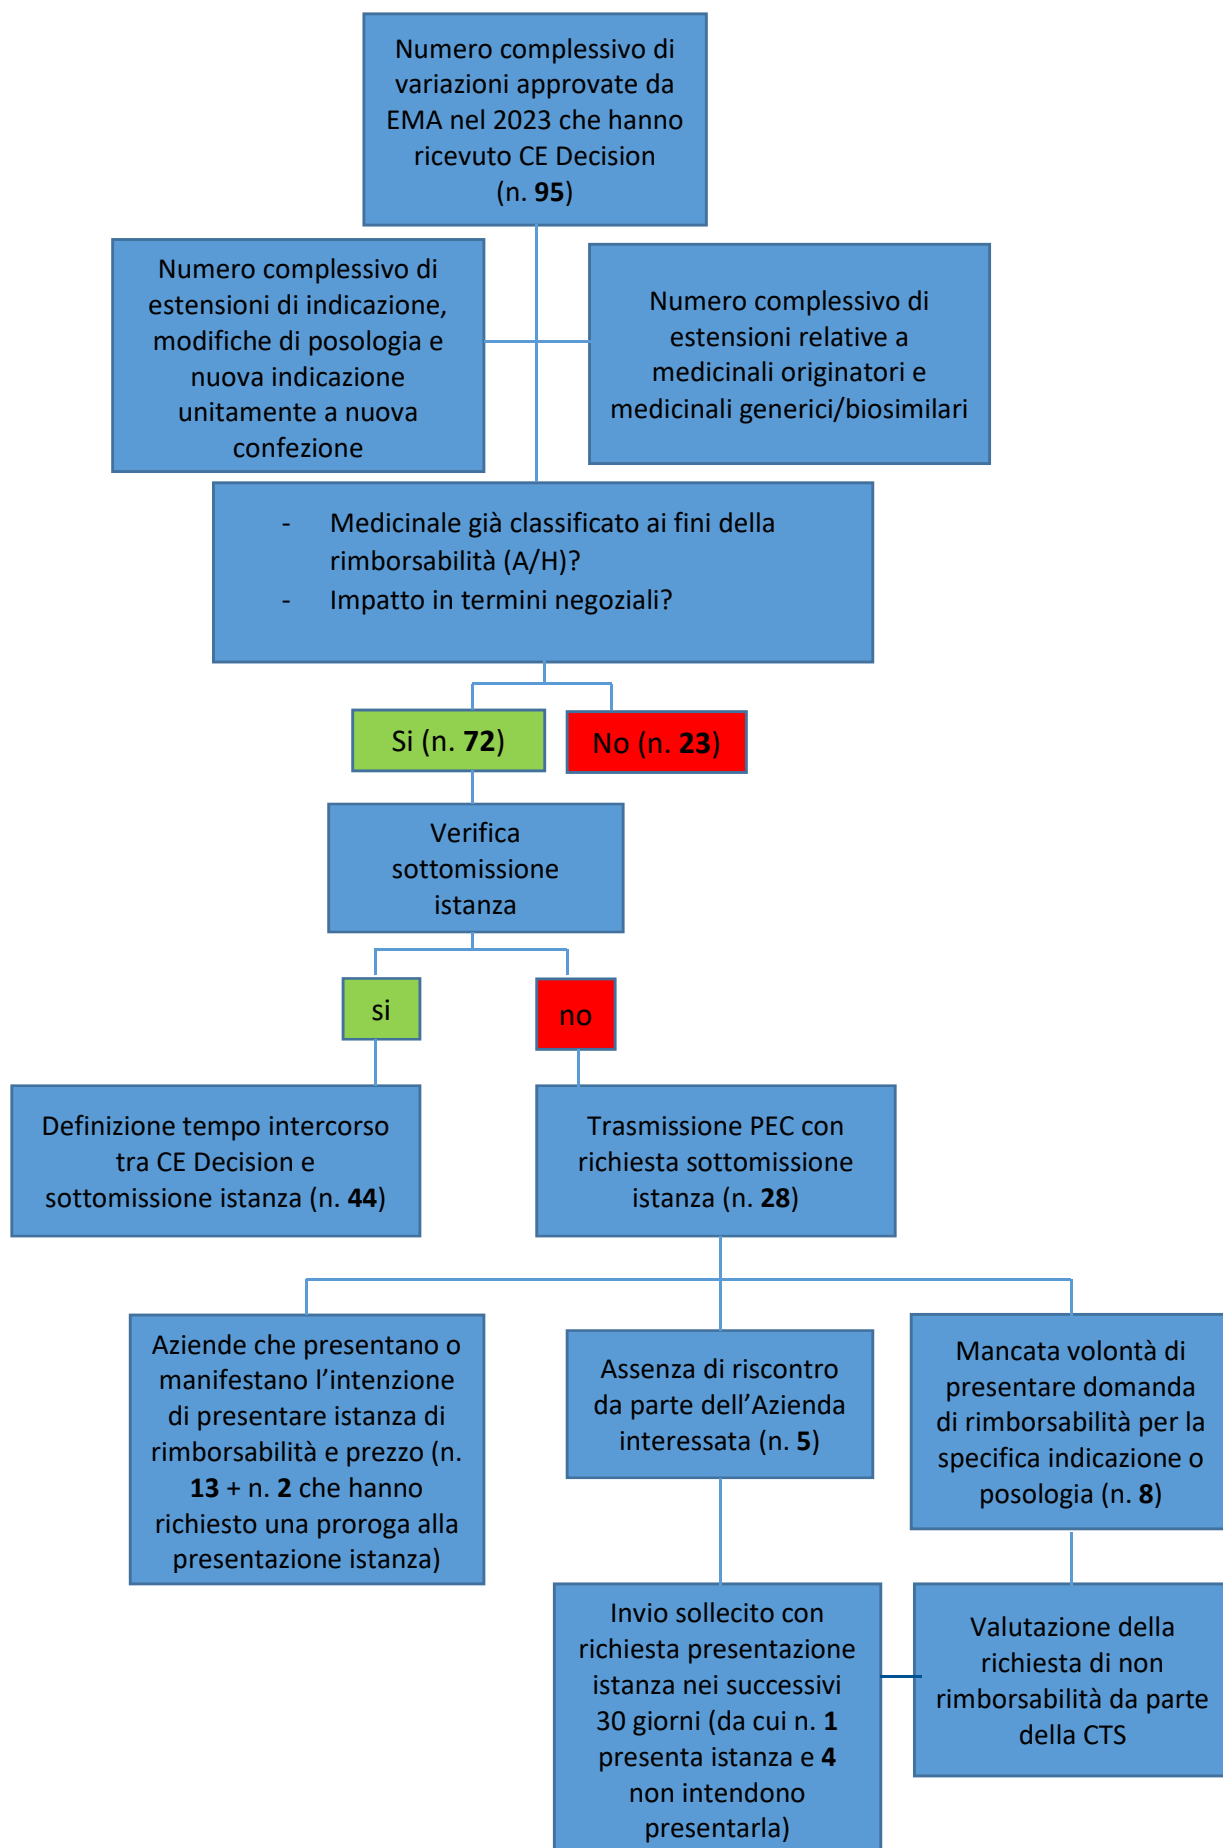 Numero complessivo di
variazioni approvate da
EMA nel 2023 che hanno
ricevuto CE Decision
(n. 95)
Numero complessivo di
estensioni di indicazione,
modifiche di posologia e
nuova indicazione
unitamente a nuova
confezione
Numero complessivo di
estensioni relative a
medicinali originatori e
medicinali generici/biosimilari
- Medicinale già classificato ai fini della
rimborsabilità (A/H)?
- Impatto in termini negoziali?
Si (n. 72)
No (n. 23)
Verifica
sottomissione
istanza
si
no
Definizione tempo intercorso
tra CE Decision e
sottomissione istanza (n. 44)
Trasmissione PEC con
richiesta sottomissione
istanza (n. 28)
Aziende che presentano o
manifestano l’intenzione
di presentare istanza di
rimborsabilità e prezzo (n.
13 + n. 2 che hanno
richiesto una proroga alla
presentazione istanza)
Assenza di riscontro
da parte dell’Azienda
interessata (n. 5)
Mancata volontà di
presentare domanda
di rimborsabilità per la
specifica indicazione o
posologia (n. 8)
Invio sollecito con
richiesta presentazione
istanza nei successivi
30 giorni (da cui n. 1
presenta istanza e 4
non intendono
presentarla)
Valutazione della
richiesta di non
rimborsabilità da parte
della CTS